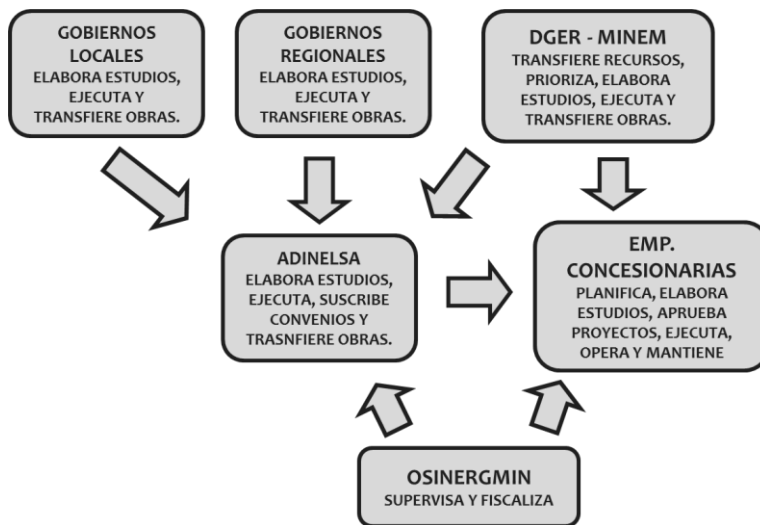 GOBIERNOS
LOCALES
ELABORA ESTUDIOS,
EJECUTA Y
TRANSFIERE OBRAS.
GOBIERNOS
REGIONALES
ELABORA ESTUDIOS,
EJECUTA Y
TRANSFIERE OBRAS.
DGER - MINEM
TRANSFIERE RECURSOS,
PRIORIZA, ELABORA
ESTUDIOS, EJECUTA Y
TRANSFIERE OBRAS.
ADINELSA
ELABORA ESTUDIOS,
EJECUTA, SUSCRIBE
CONVENIOS Y
TRASNFIERE OBRAS.
EMP.
CONCESIONARIAS
PLANIFICA, ELABORA
ESTUDIOS, APRUEBA
PROYECTOS, EJECUTA,
OPERA Y MANTIENE
OSINERGMIN
SUPERVISA Y FISCALIZA